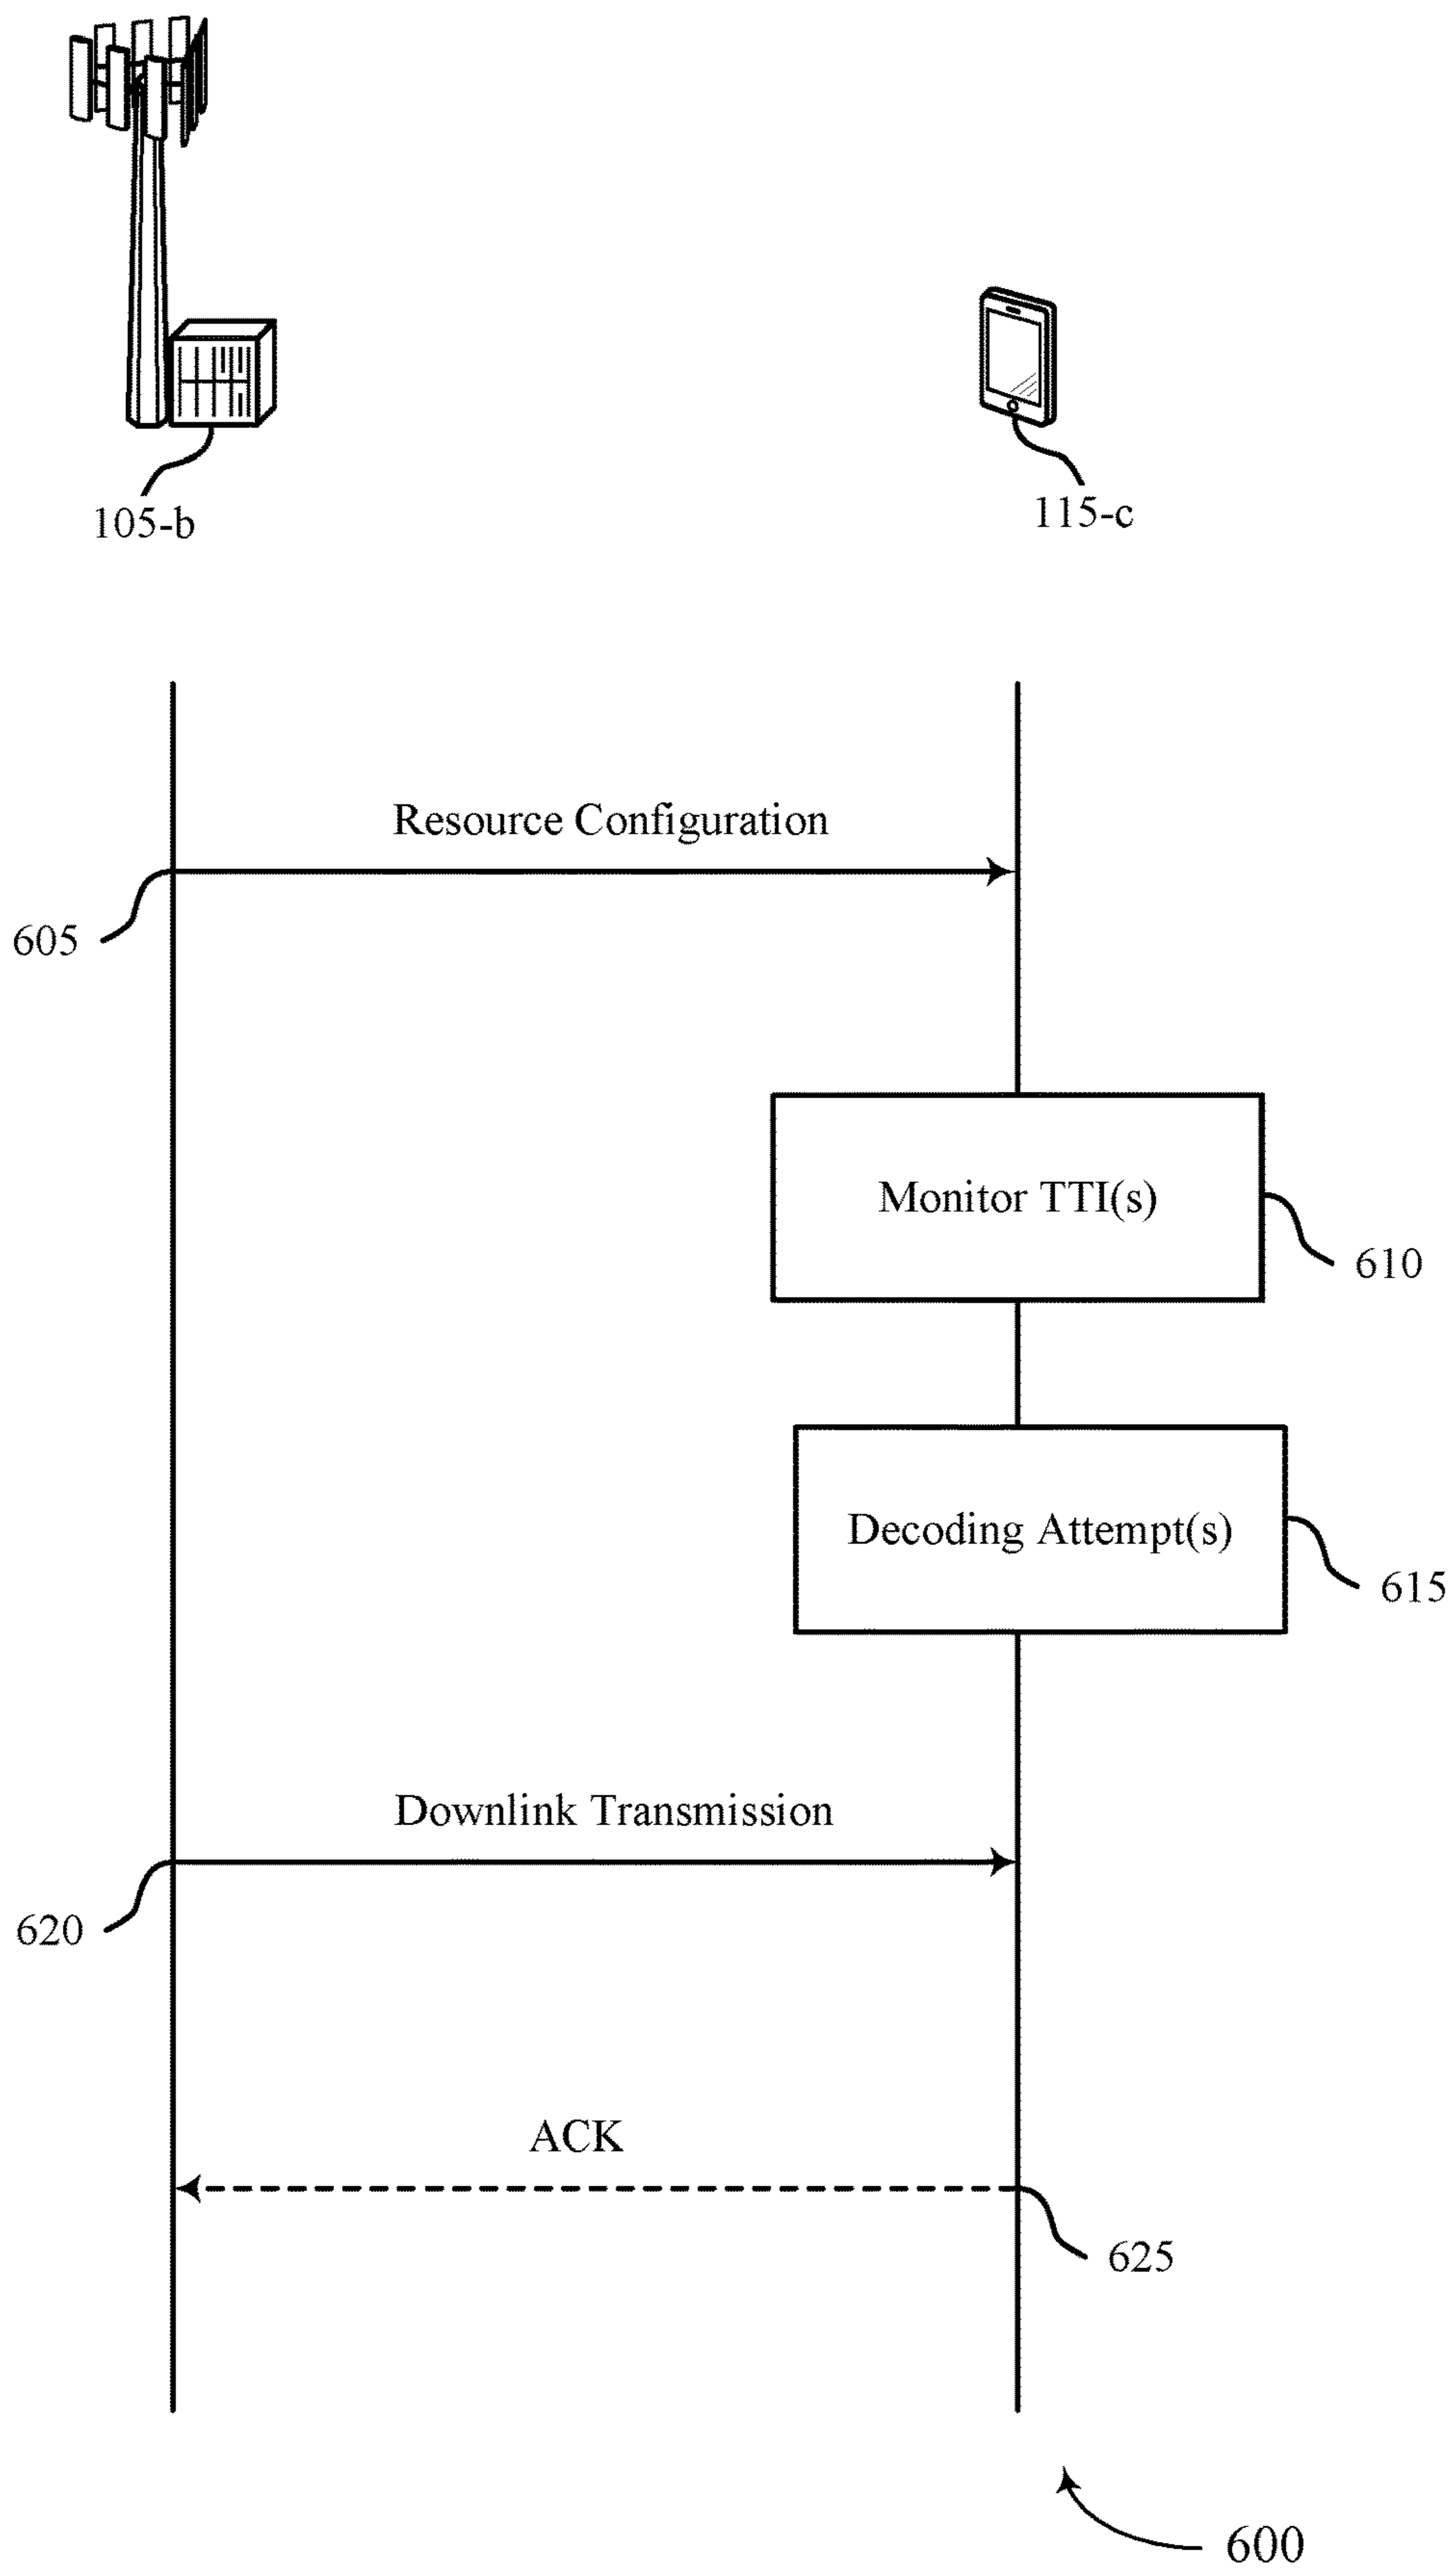 105-b
115-c
Resource Configuration
605
Monitor TTI(s)
610
Decoding Attempt(s)
615
Downlink Transmission
620
ACK
625
600